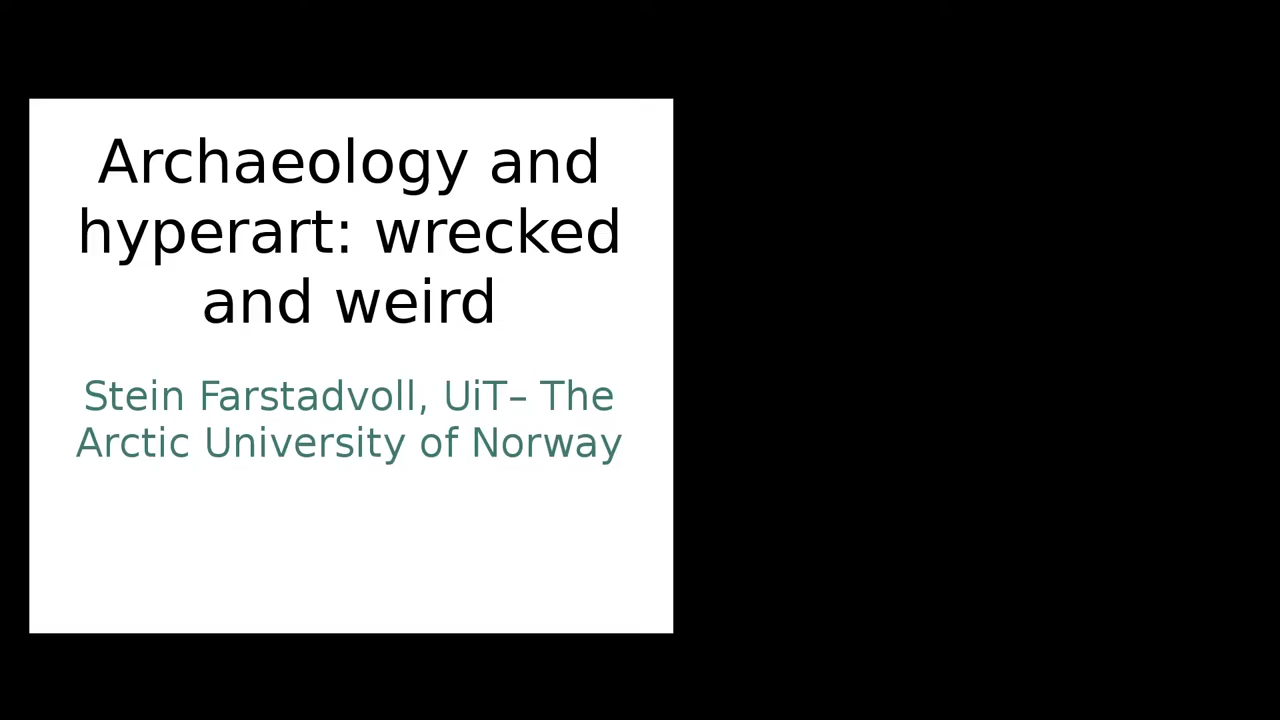 Archaeology and
hyperart: wrecked
and weird
Stein Farstadvoll, UiT– The
Arctic University of Norway